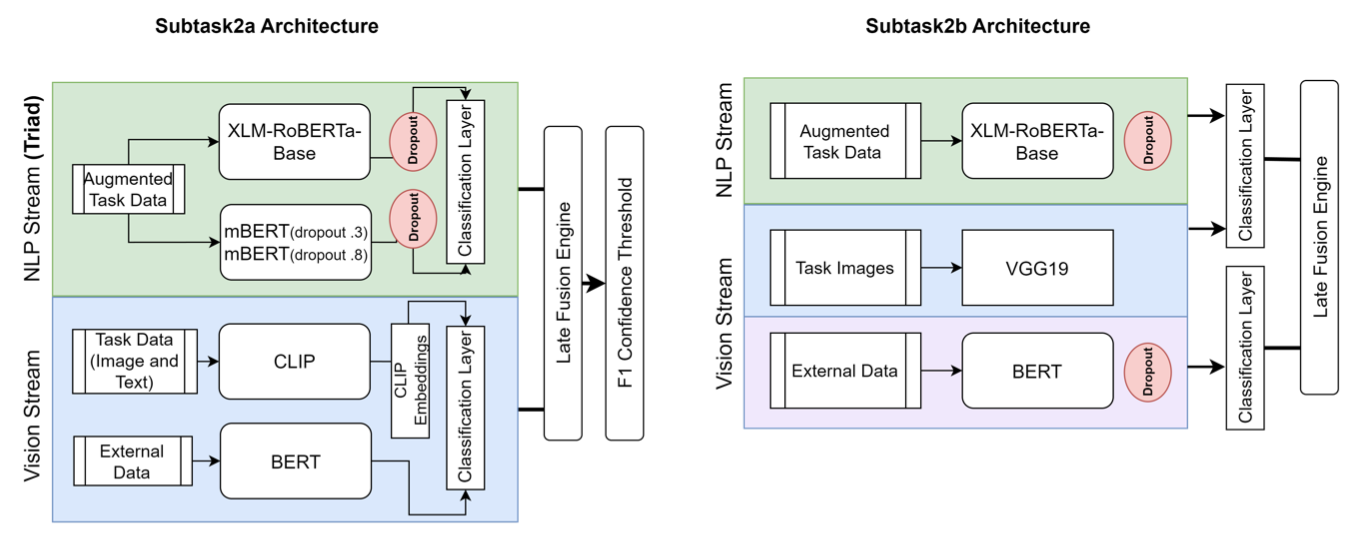 Subtask2a Architecture
NLP Stream (Triad)
Augmented
Task Data
XLM-RoBERTa-
Base
Dropout
mBERT(dropout .3)
mBERT(dropout .8)
Dropout
Classification Layer
Vision Stream
Task Data
(Image and
Text)
CLIP
CLIP
Embeddings
External
Data
BERT
Classification Layer
Late Fusion Engine
F1 Confidence Threshold
Subtask2b Architecture
NLP Stream
Augmented
Task Data
XLM-RoBERTa-
Base
Dropout
Classification Layer
Vision Stream
Task Images
VGG19
External Data
BERT
Dropout
Classification Layer
Late Fusion Engine